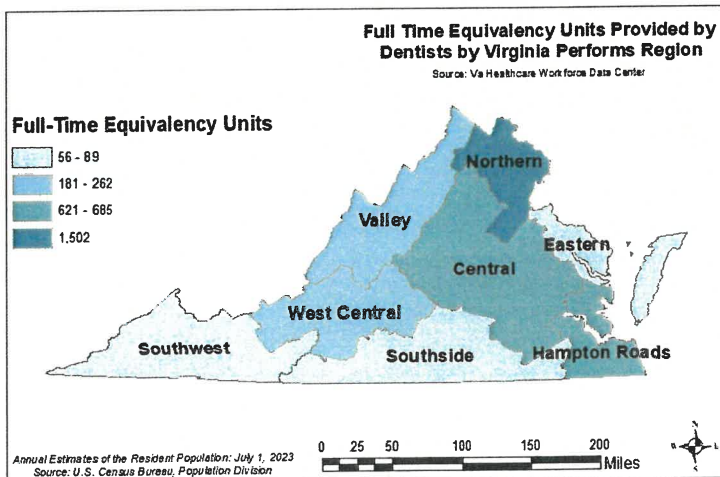 Full Time Equivalency Units Provided by
Dentists by Virginia Performs Region
Source: Va Healthcare Workforce Data Center
Full-Time Equivalency Units
56 - 89
181 - 262
621 - 685
1,502
Northern
Valley
Eastern
Central
West Central
Southwest
Southside
Hampton Roads
Annual Estimates of the Resident Population: July 1, 2023
Source: U.S. Census Bureau, Population Division
0 25 50 100 150 200
Miles
N
S